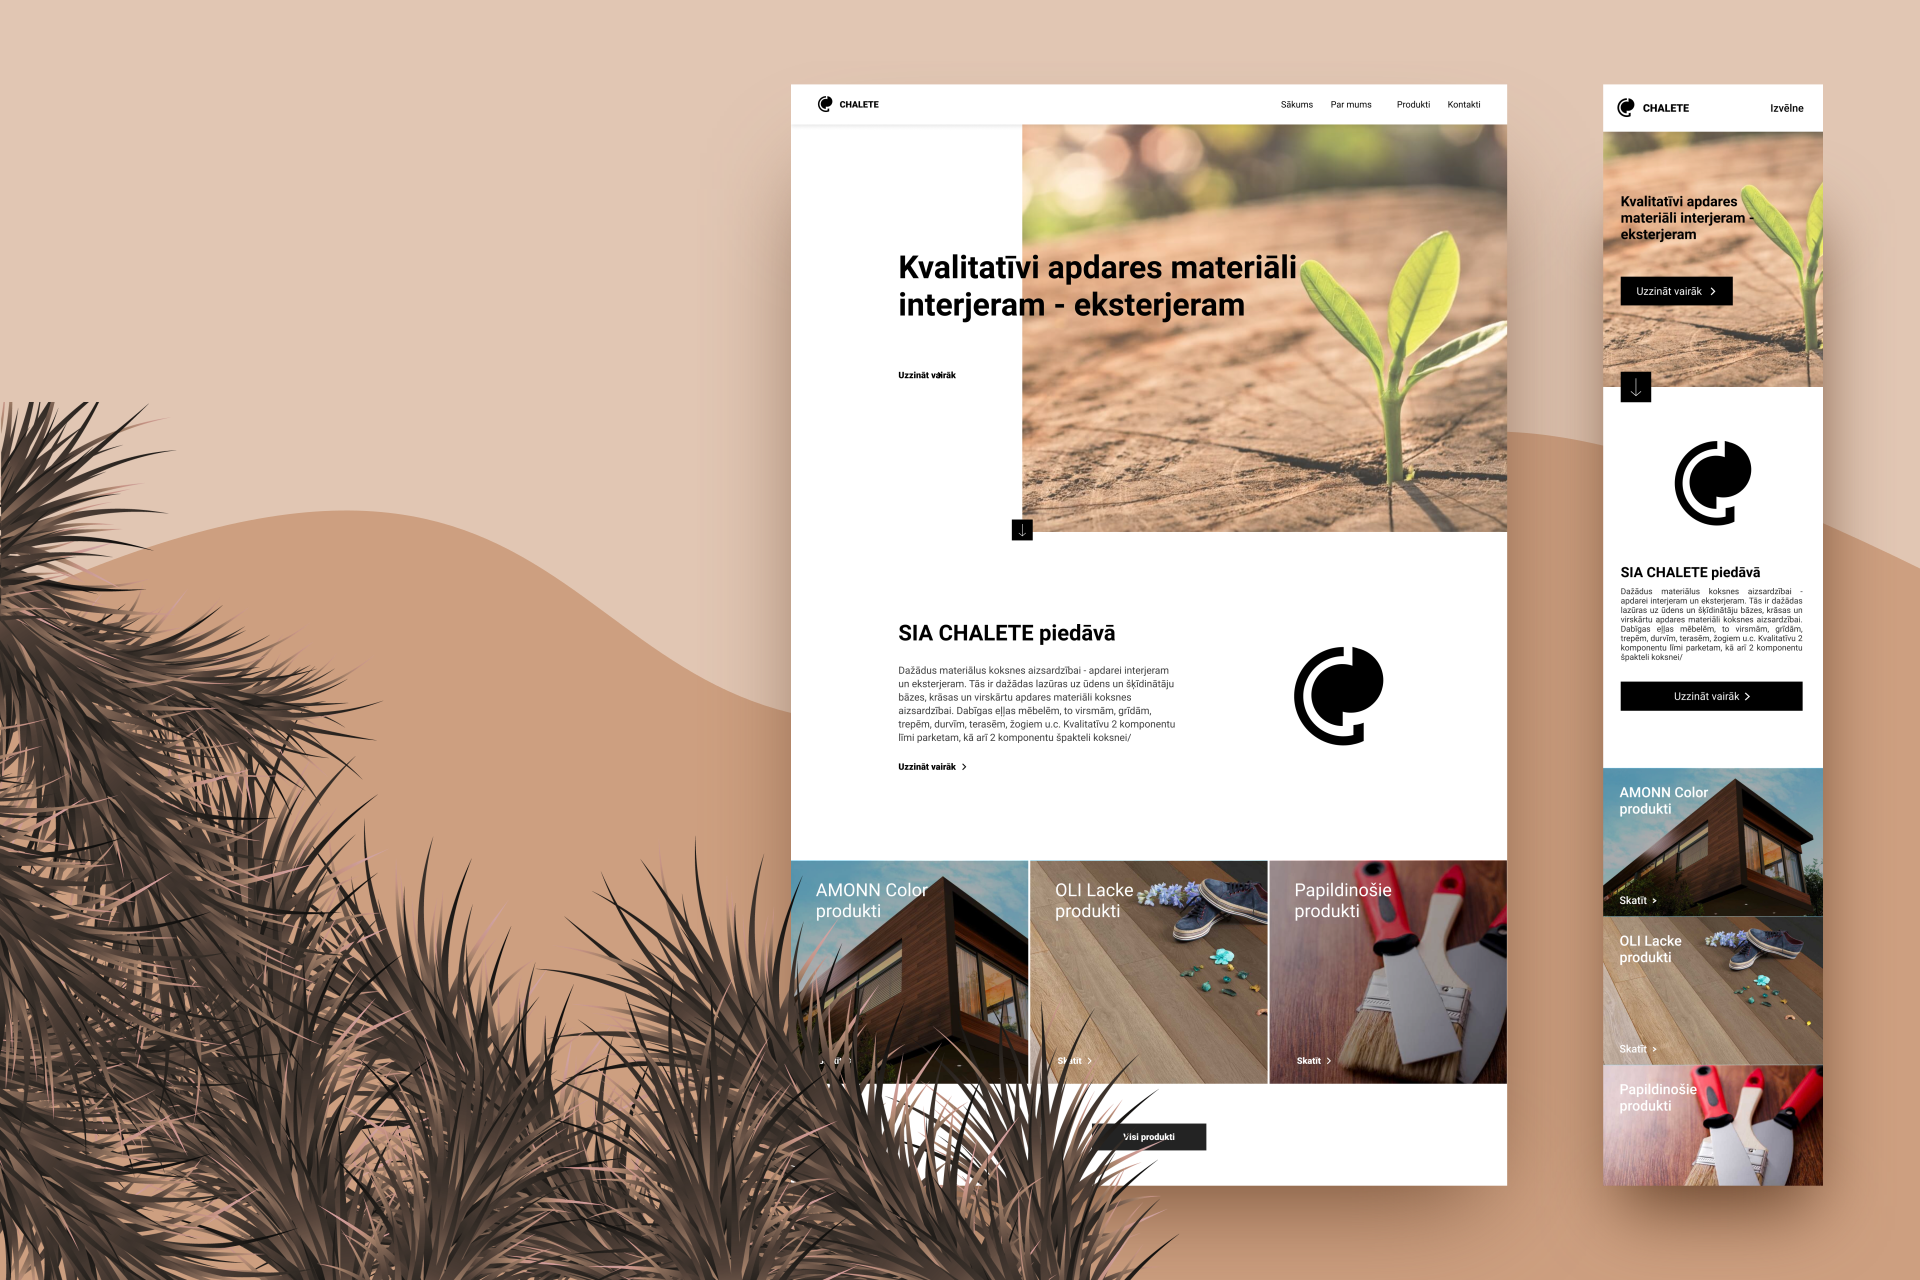 CHALETE
Sākums Par mums Produkti Kontakti
Kvalitatīvi apdares materiāli
interjeram - eksterjeram
Uzzināt vairāk
SIA CHALETE piedāvā
Dažādus materiālus koksnes aizsardzībai - apdarei interjeram
un eksterjeram. Tās ir dažādas lazūras uz ūdens un šķīdinātāju
bāzes, krāsas un virskārtu apdares materiāli koksnes
aizsardzībai. Dabīgas eļļas mēbelēm, to virsmām, grīdām,
trepēm, durvīm, terasēm, žogiem u.c. Kvalitatīvu 2 komponentu
līmi parketam, kā arī 2 komponentu špakteli koksnei/
Uzzināt vairāk
AMONN Color
produkti
OLI Lacke
produkti
Skatīt
Papildinošie
produkti
Skatīt
Visi produkti
CHALETE
Izvēlne
Kvalitatīvi apdares
materiāli interjeram -
eksterjeram
Uzzināt vairāk
SIA CHALETE piedāvā
Dažādus materiālus koksnes aizsardzībai -
apdarei interjeram un eksterjeram. Tās ir dažādas
lazūras uz ūdens un šķīdinātāju bāzes, krāsas un
virskārtu apdares materiāli koksnes aizsardzībai.
Dabīgas eļļas mēbelēm, to virsmām, grīdām,
trepēm, durvīm, terasēm, žogiem u.c. Kvalitatīvu 2
komponentu līmi parketam, kā arī 2 komponentu
špakteli koksnei/
Uzzināt vairāk
AMONN Color
produkti
Skatīt
OLI Lacke
produkti
Skatīt
Papildinošie
produkti